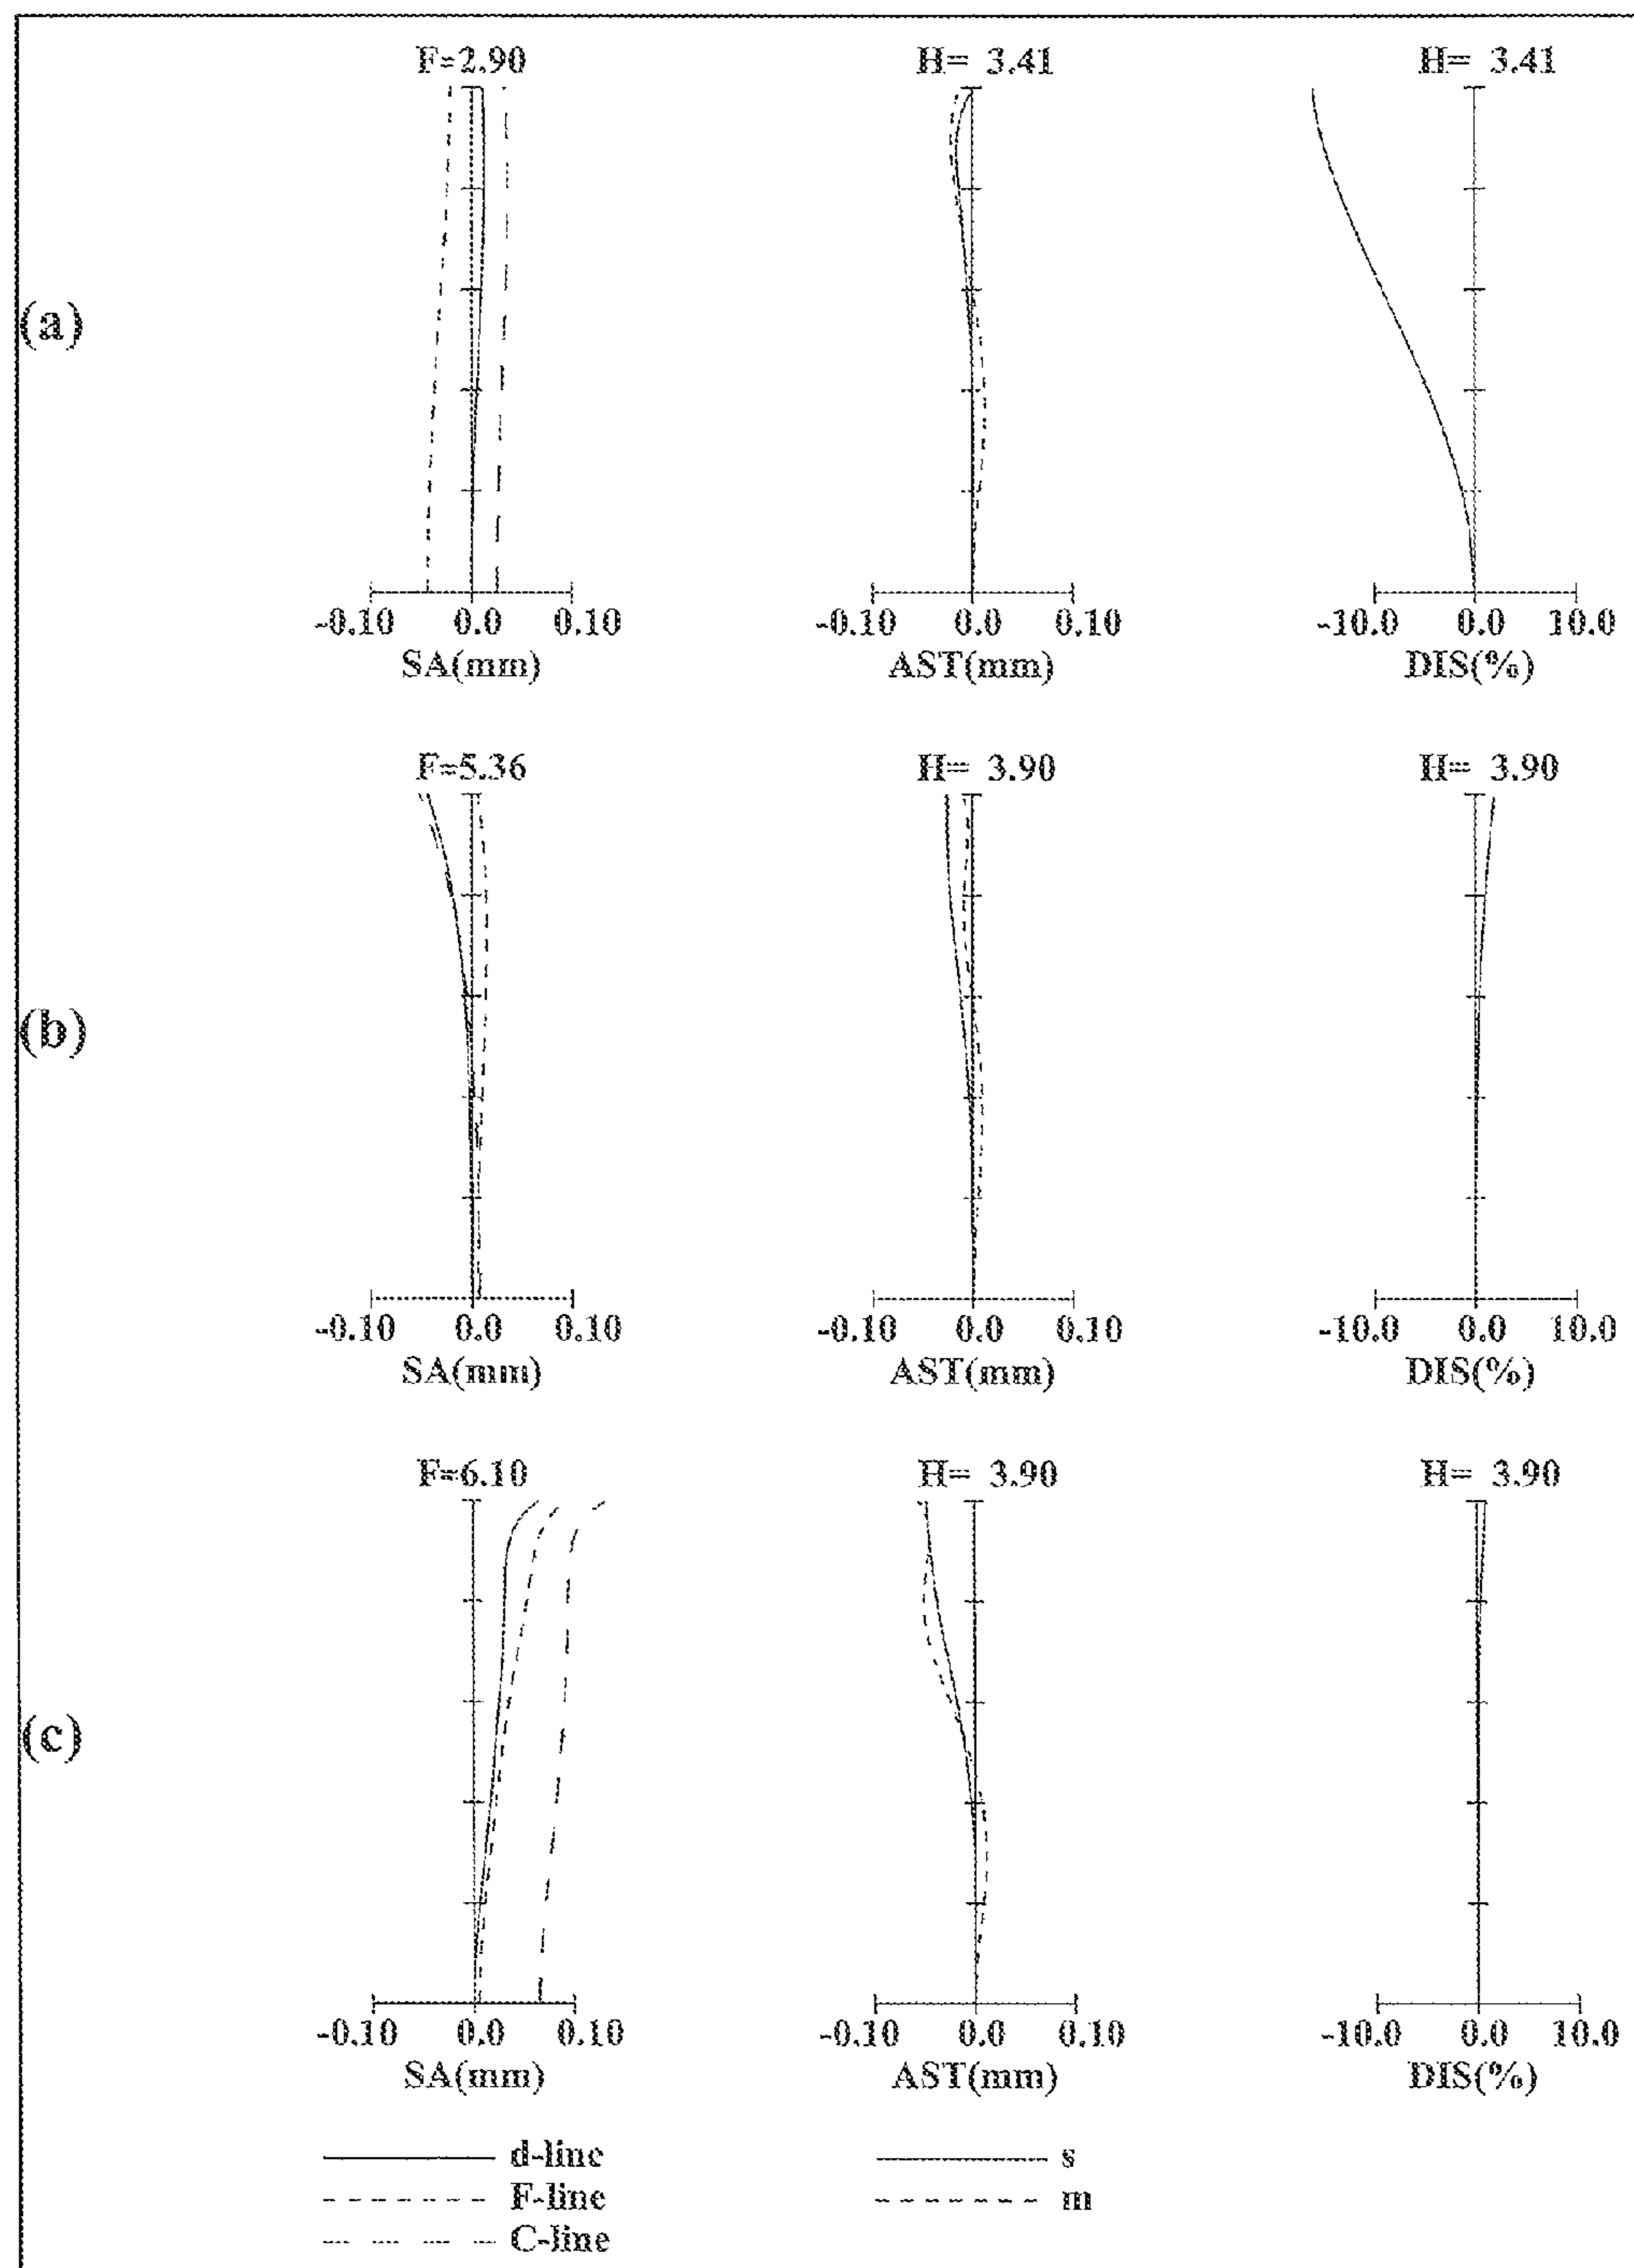 F=2.90 H= 3.41 H= 3.41
(a)
-0.10 0.0 0.10 -0.10 0.0 0.10 -10.0 0.0 10.0
SA(mm) AST(mm) DIS(%)
F=5.36 H= 3.90 H= 3.90
(b)
-0.10 0.0 0.10 -0.10 0.0 0.10 -10.0 0.0 10.0
SA(mm) AST(mm) DIS(%)
F=6.10 H= 3.90 H= 3.90
(c)
-0.10 0.0 0.10 -0.10 0.0 0.10 -10.0 0.0 10.0
SA(mm) AST(mm) DIS(%)
d-line s
F-line m
C-line